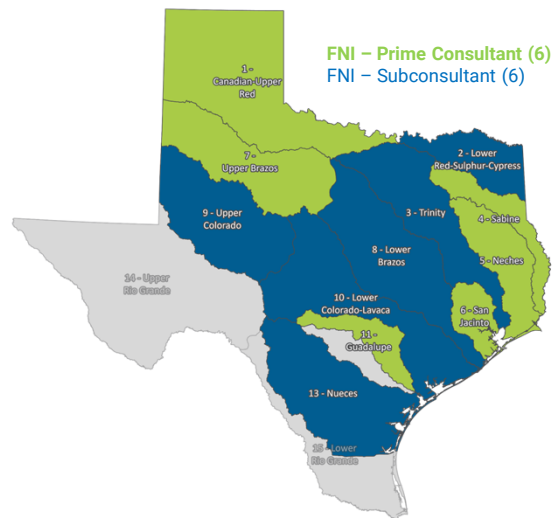 FNI – Prime Consultant (6)
FNI – Subconsultant (6)
1 -
Canadian-Upper
Red
2 - Lower
Red-Sulphur-Cypress
7 -
Upper Brazos
9 - Upper
Colorado
3 - Trinity
4 - Sabine
8 - Lower
Brazos
5 - Neches
14 - Upper
Rio Grande
10 - Lower
Colorado-Lavaca
6 - San
Jacinto
11 -
Guadalupe
13 - Nueces
15 - Lower
Rio Grande